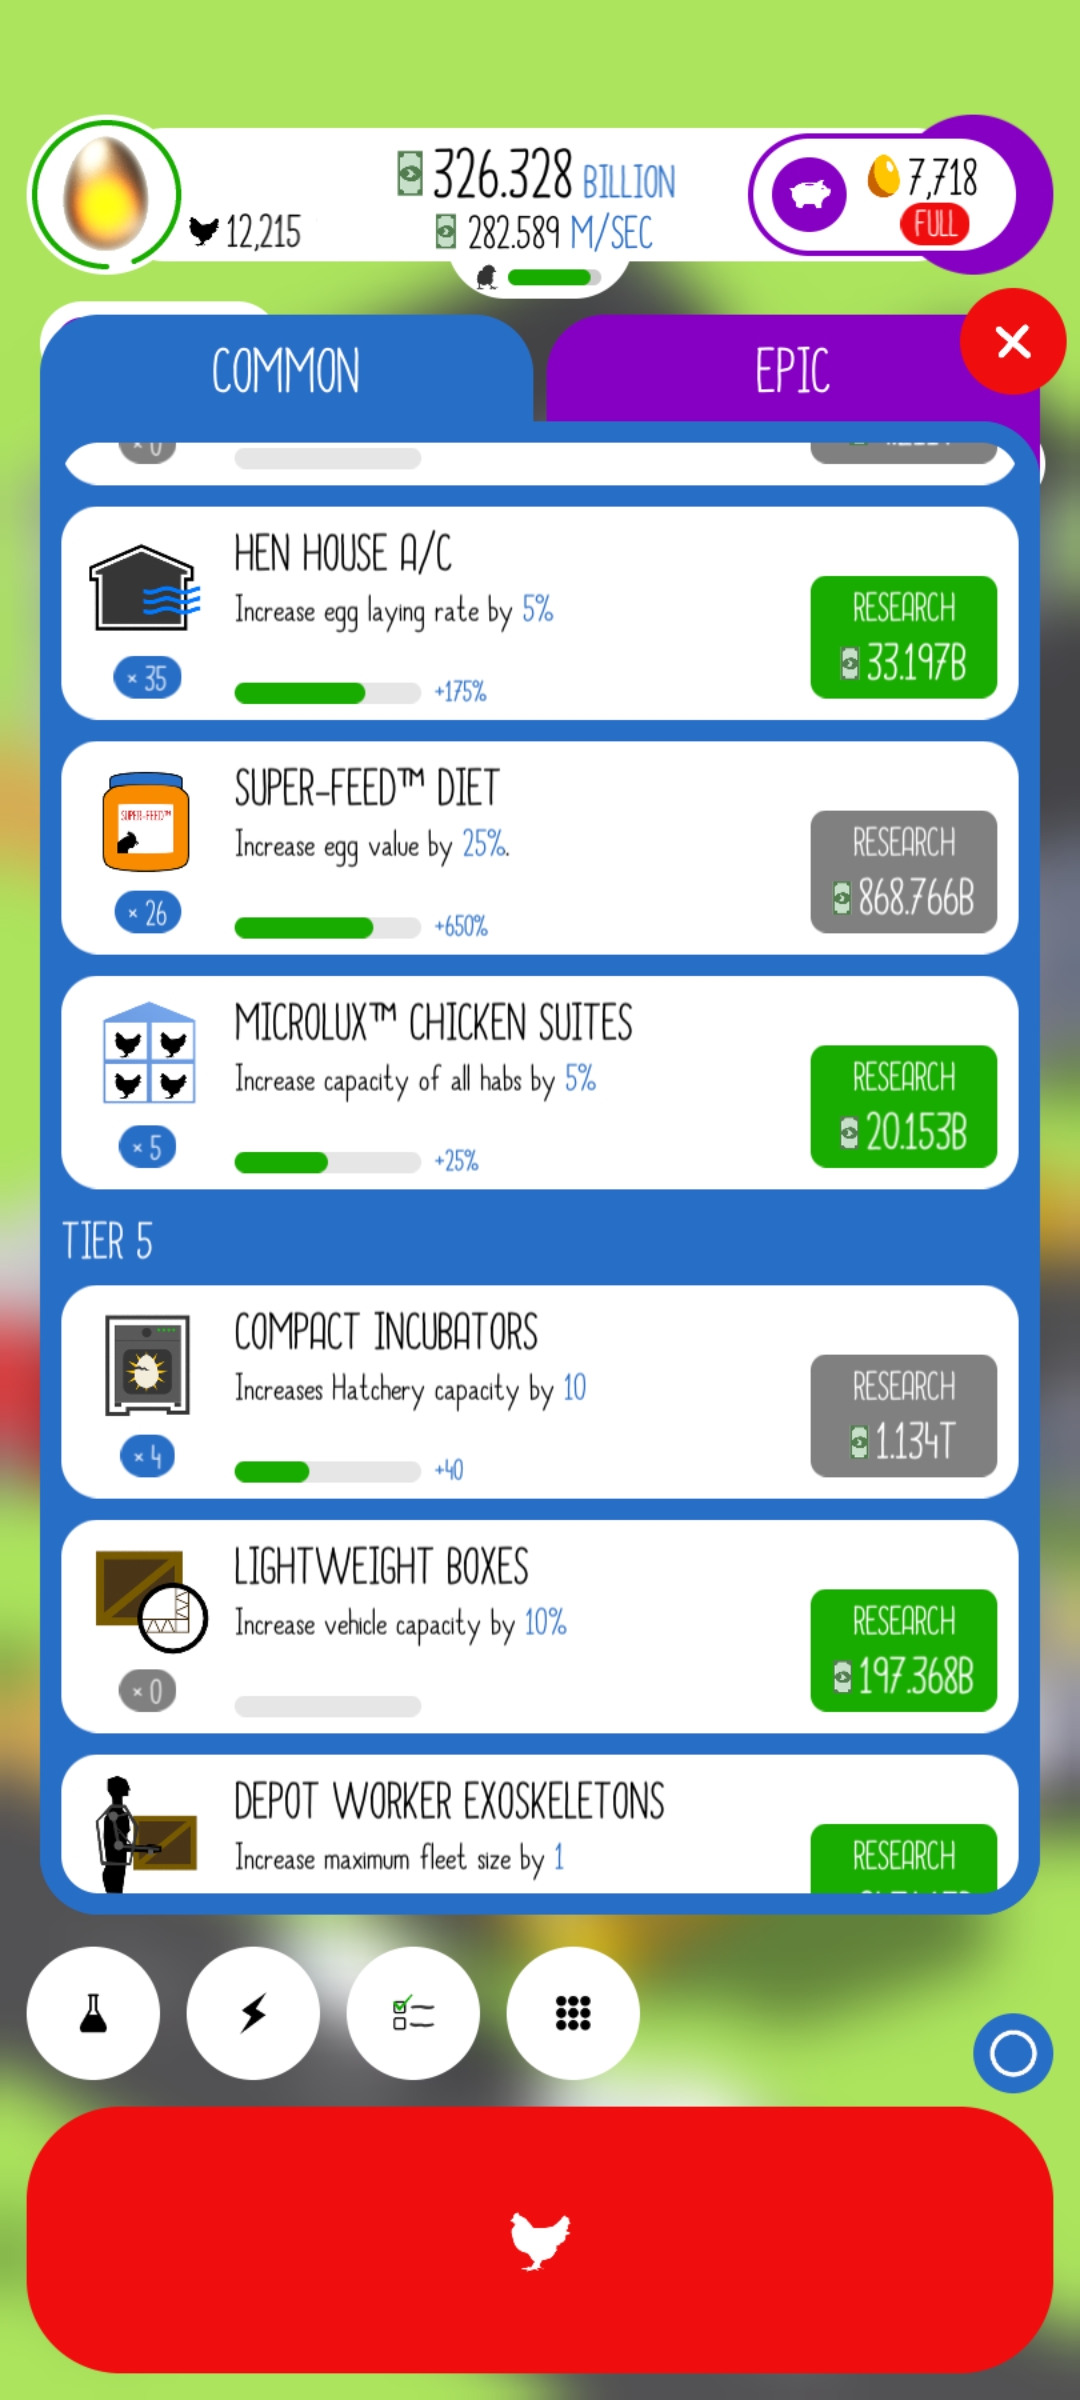 326.328 BILLION
12,215
282.589 M/SEC
7,718
FULL
COMMON
EPIC
× 0
HEN HOUSE A/C
Increase egg laying rate by 5%
RESEARCH
33.197B
× 35
+175%
SUPER-FEED™ DIET
SUPER-FEED™
Increase egg value by 25%.
RESEARCH
868.766B
× 26
+650%
MICROLUX™ CHICKEN SUITES
Increase capacity of all habs by 5%
RESEARCH
20.153B
× 5
+25%
TIER 5
COMPACT INCUBATORS
Increases Hatchery capacity by 10
RESEARCH
1.134T
× 4
+40
LIGHTWEIGHT BOXES
Increase vehicle capacity by 10%
RESEARCH
197.368B
× 0
DEPOT WORKER EXOSKELETONS
Increase maximum fleet size by 1
RESEARCH